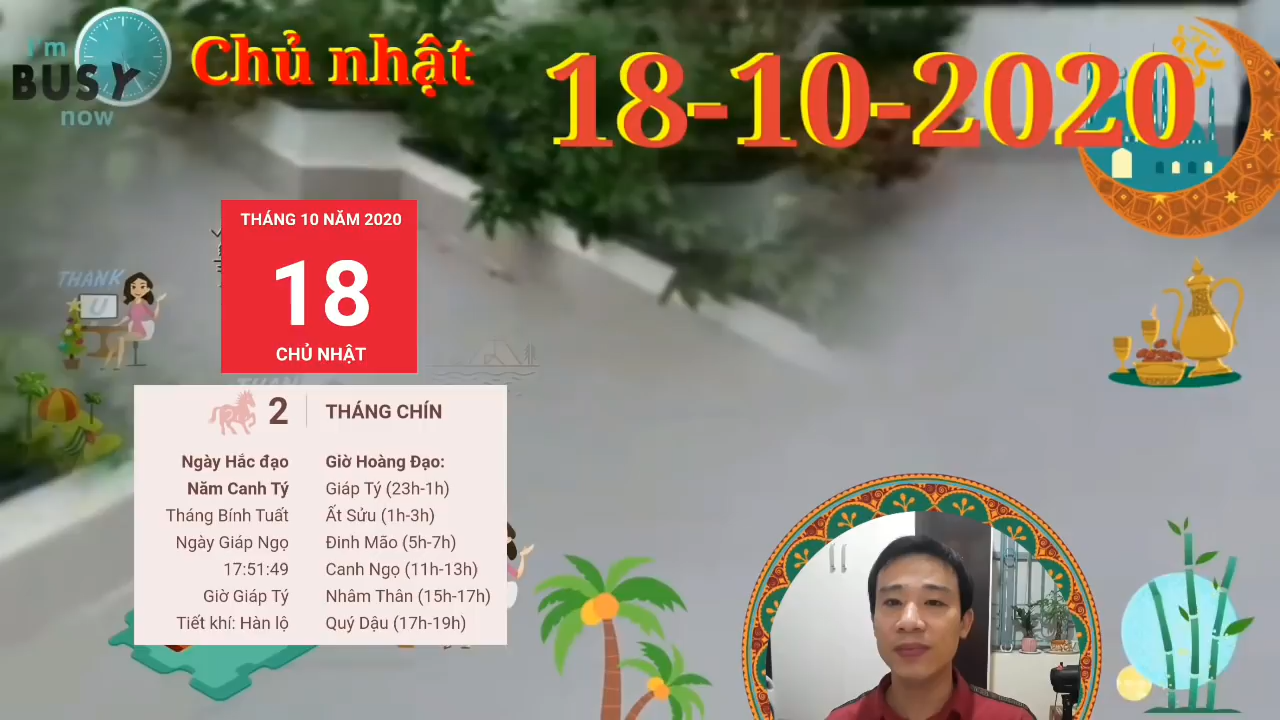 I'm
BUSY
now
Chủ nhật
18-10-2020
THÁNG 10 NĂM 2020
18
CHỦ NHẬT
THANK
U
2
THÁNG CHÍN
Ngày Hắc đạo
Năm Canh Tý
Tháng Bính Tuất
Ngày Giáp Ngọ
17:51:49
Giờ Giáp Tý
Tiết khí: Hàn lộ
Giờ Hoàng Đạo:
Giáp Tý (23h-1h)
Ất Sửu (1h-3h)
Đinh Mão (5h-7h)
Canh Ngọ (11h-13h)
Nhâm Thân (15h-17h)
Quý Dậu (17h-19h)